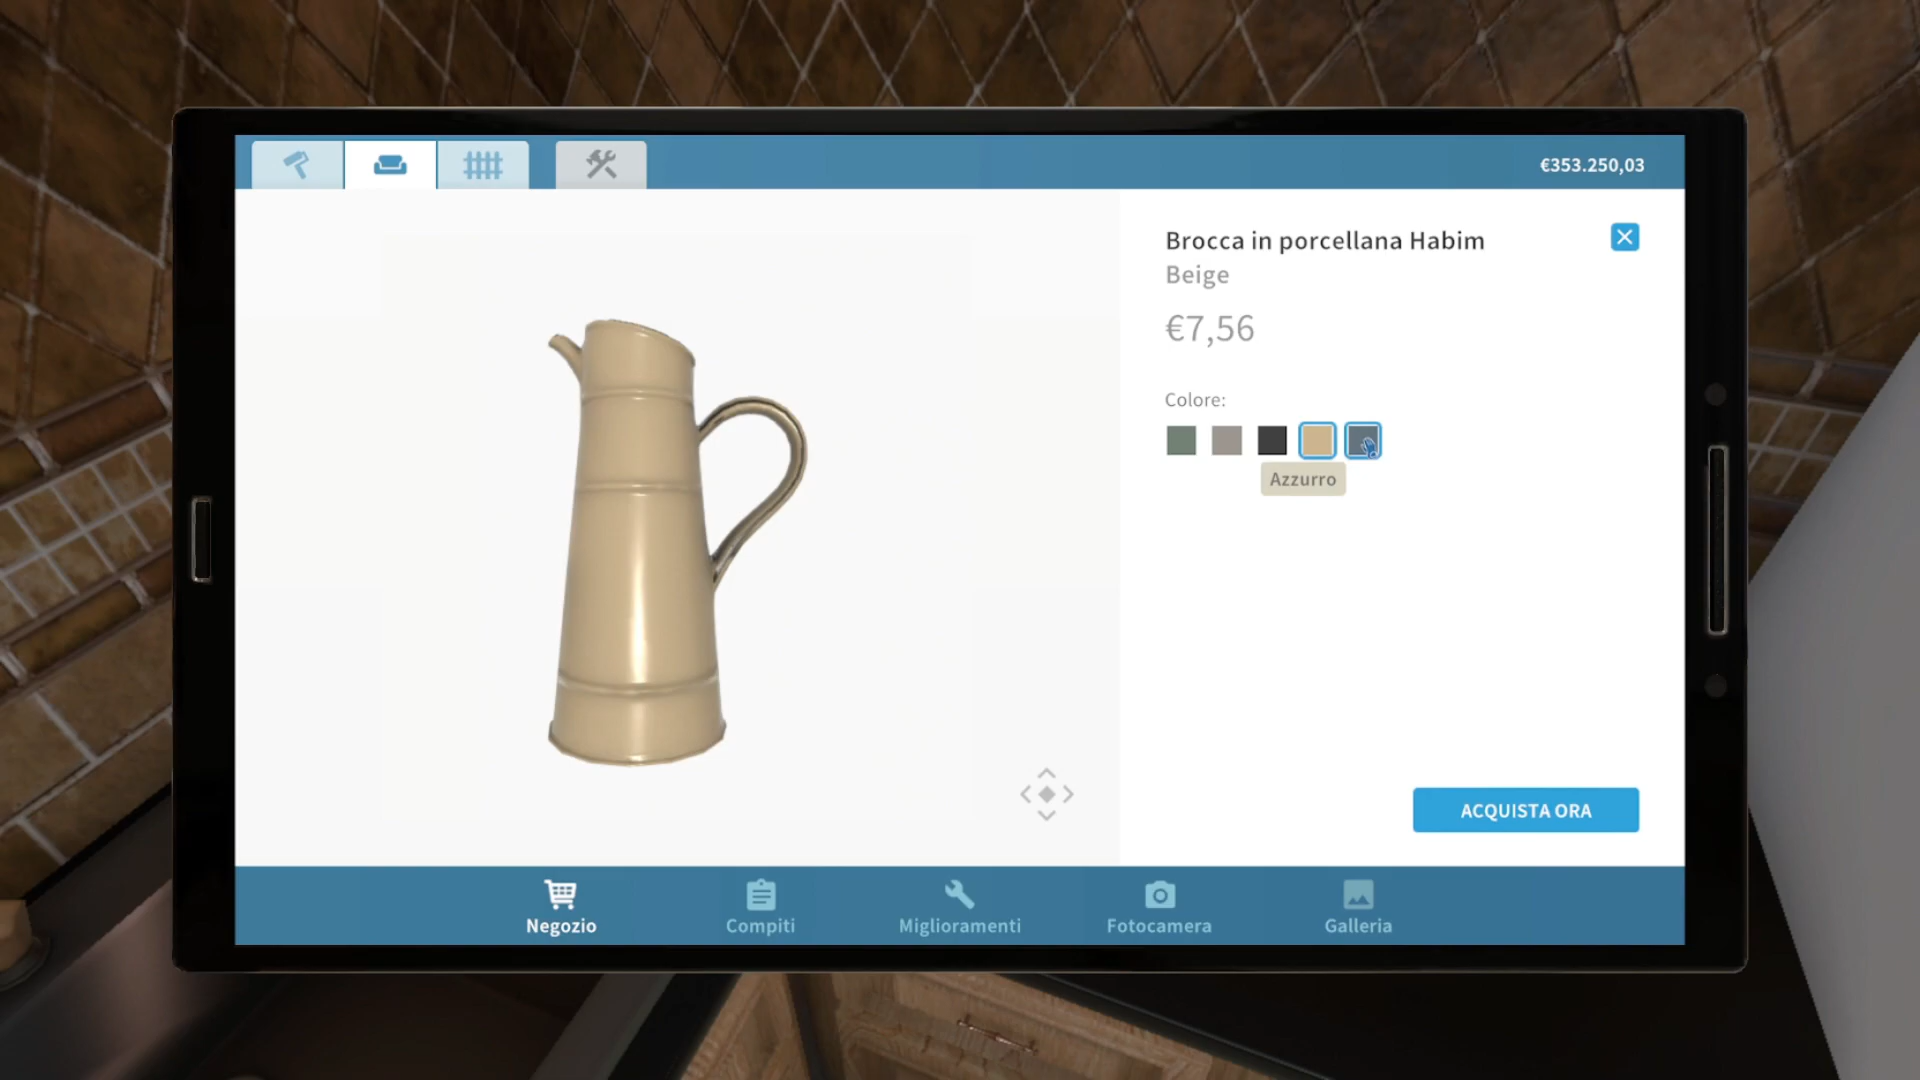 €353.250,03
Brocca in porcellana Habim
Beige
€7,56
Colore:
Azzurro
ACQUISTA ORA
Negozio
Compiti
Miglioramenti
Fotocamera
Galleria